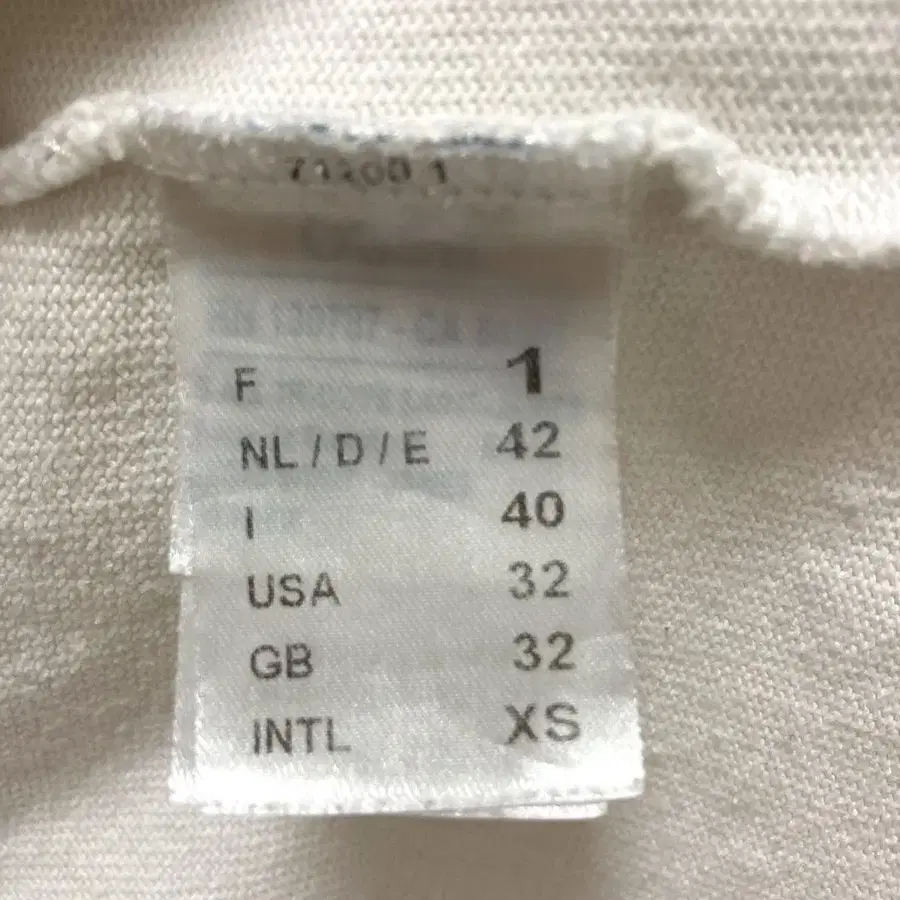 F 1
NL / D / E 42
I 40
USA 32
GB 32
INTL XS